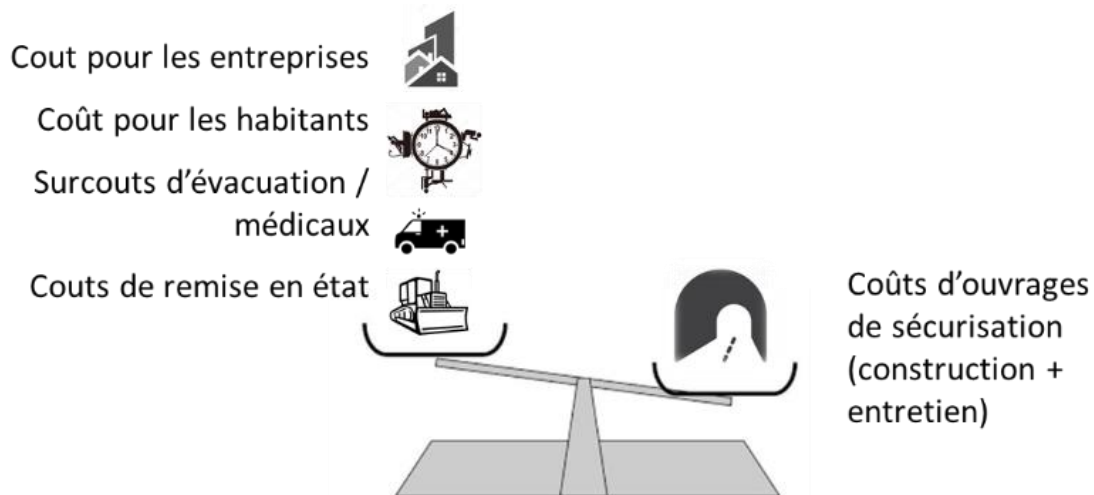 Cout pour les entreprises
Coût pour les habitants
Surcouts d'évacuation /
médicaux
Couts de remise en état
Coûts d'ouvrages
de sécurisation
(construction +
entretien)